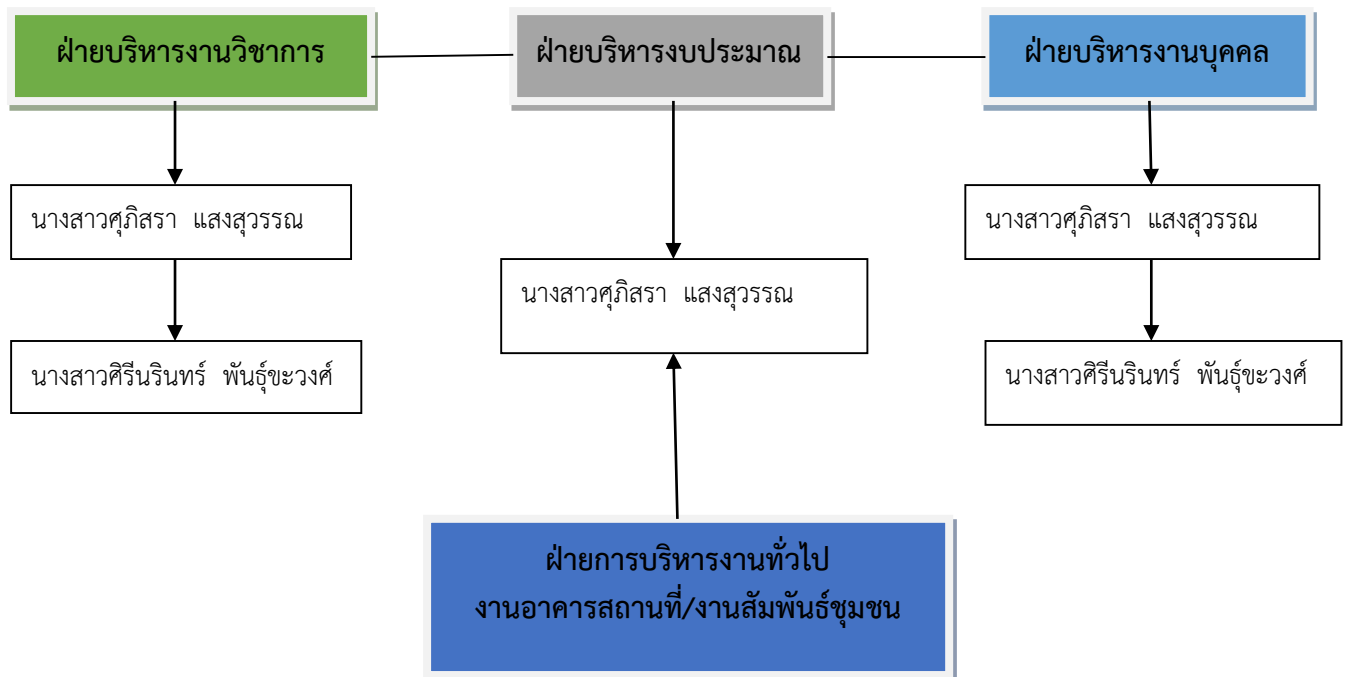 ฝ่ายบริหารงานวิชาการ
ฝ่ายบริหารงบประมาณ
ฝ่ายบริหารงานบุคคล
นางสาวศุภิสรา แสงสุวรรณ
นางสาวศุภิสรา แสงสุวรรณ
นางสาวศุภิสรา แสงสุวรรณ
นางสาวศิรีนรินทร์ พันธุ์ขะวงศ์
นางสาวศิรีนรินทร์ พันธุ์ขะวงศ์
ฝ่ายการบริหารงานทั่วไป
งานอาคารสถานที่/งานสัมพันธ์ชุมชน